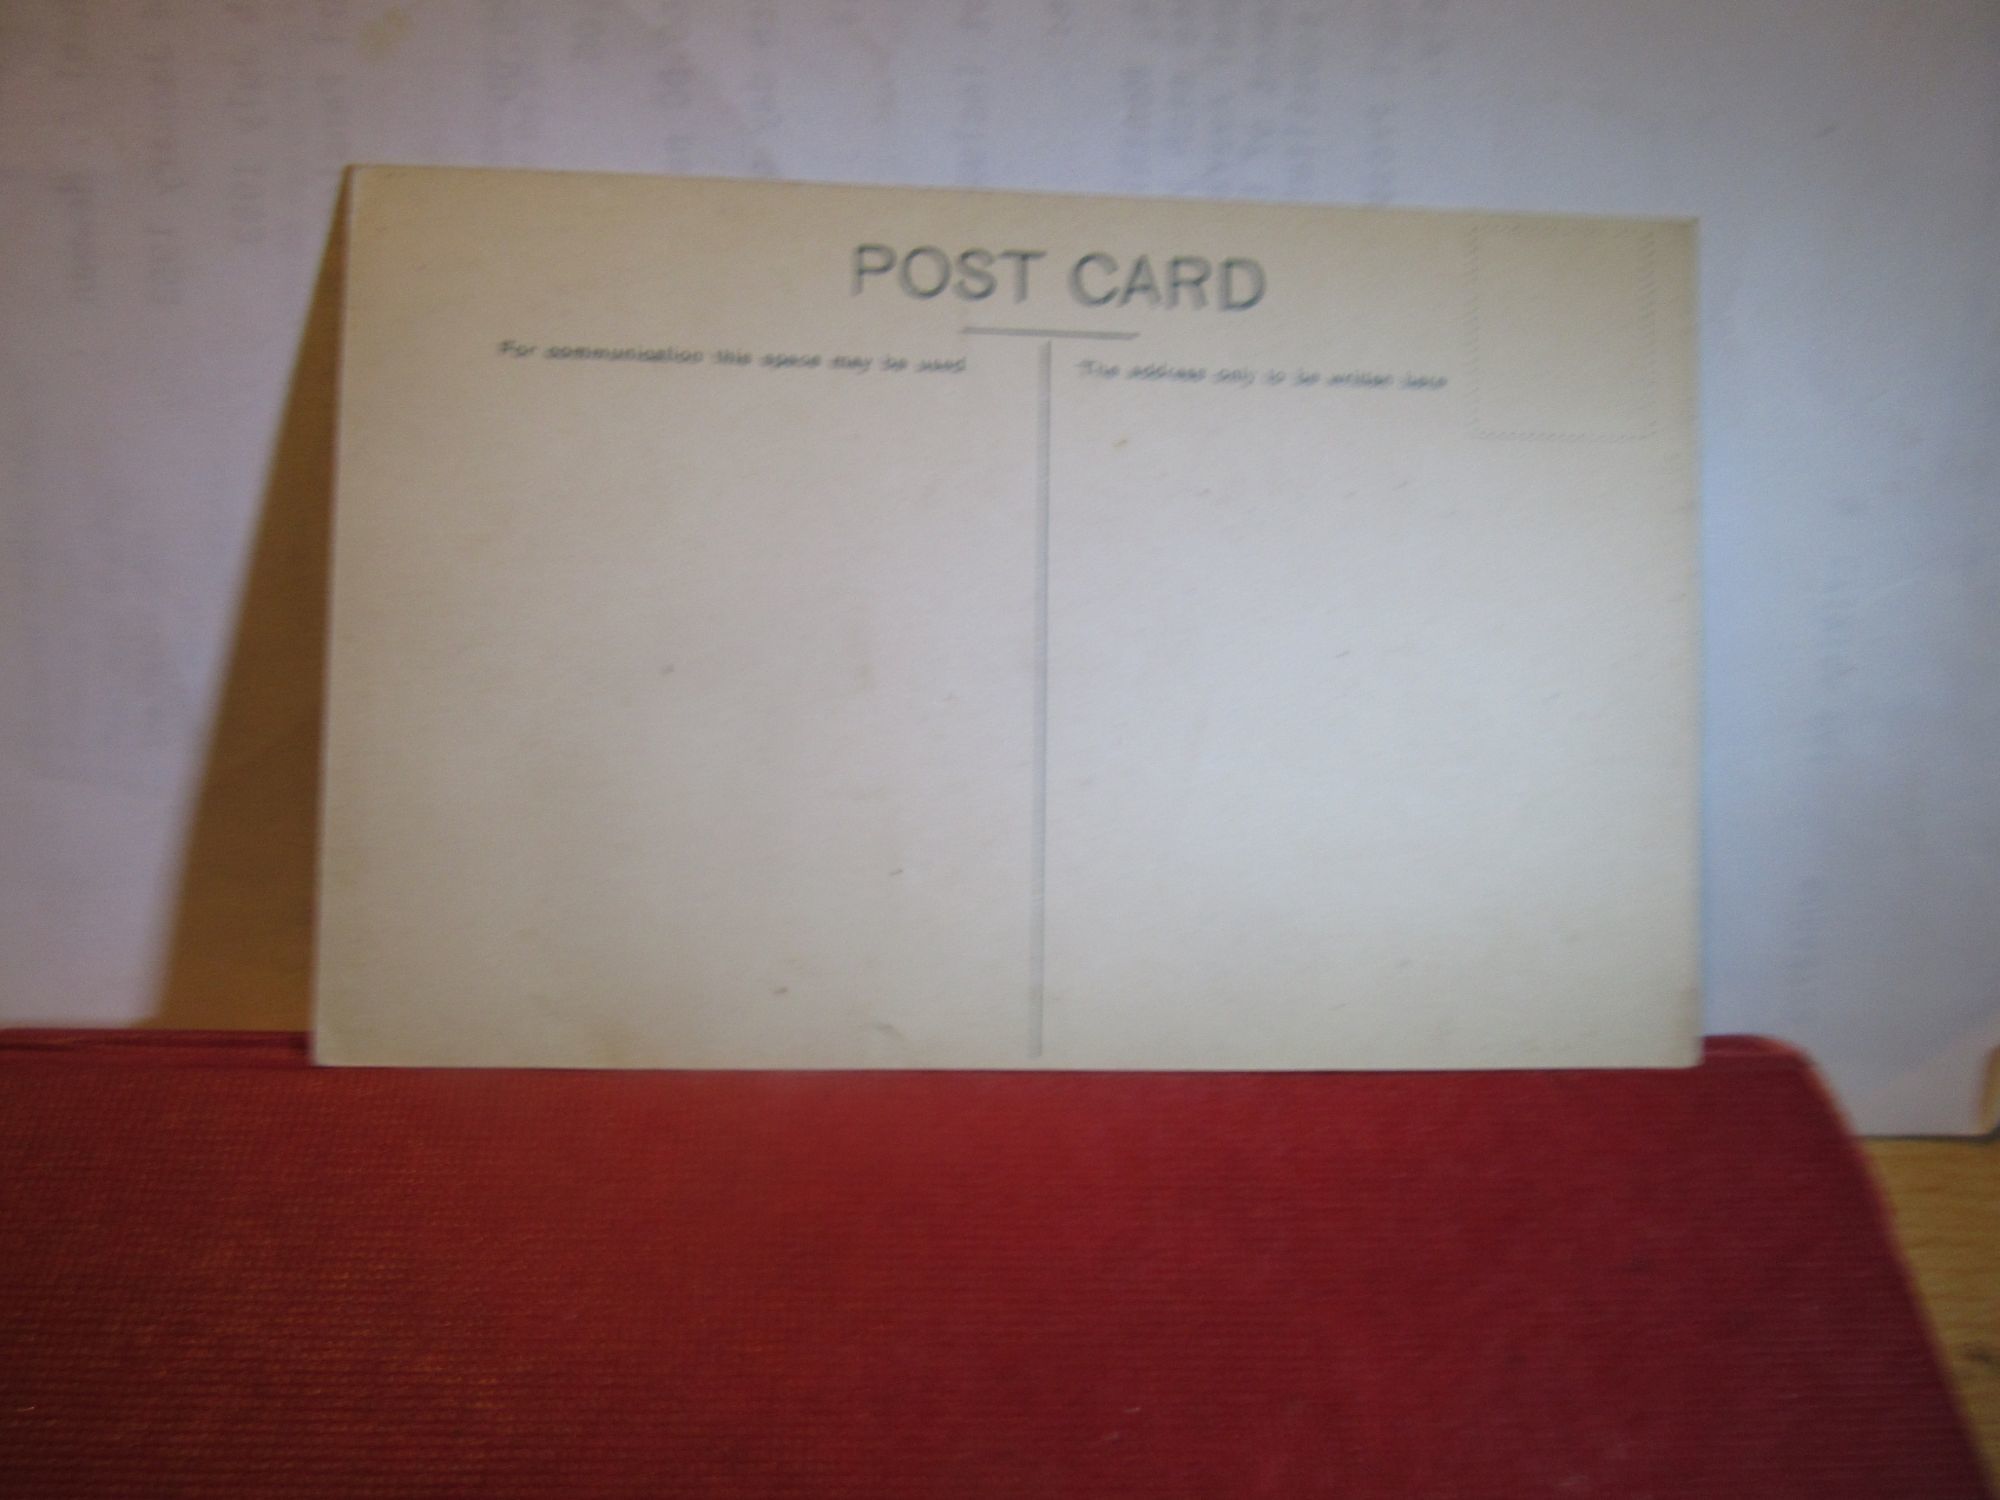 POST CARD
For communication this space may be used
The address only to be written here